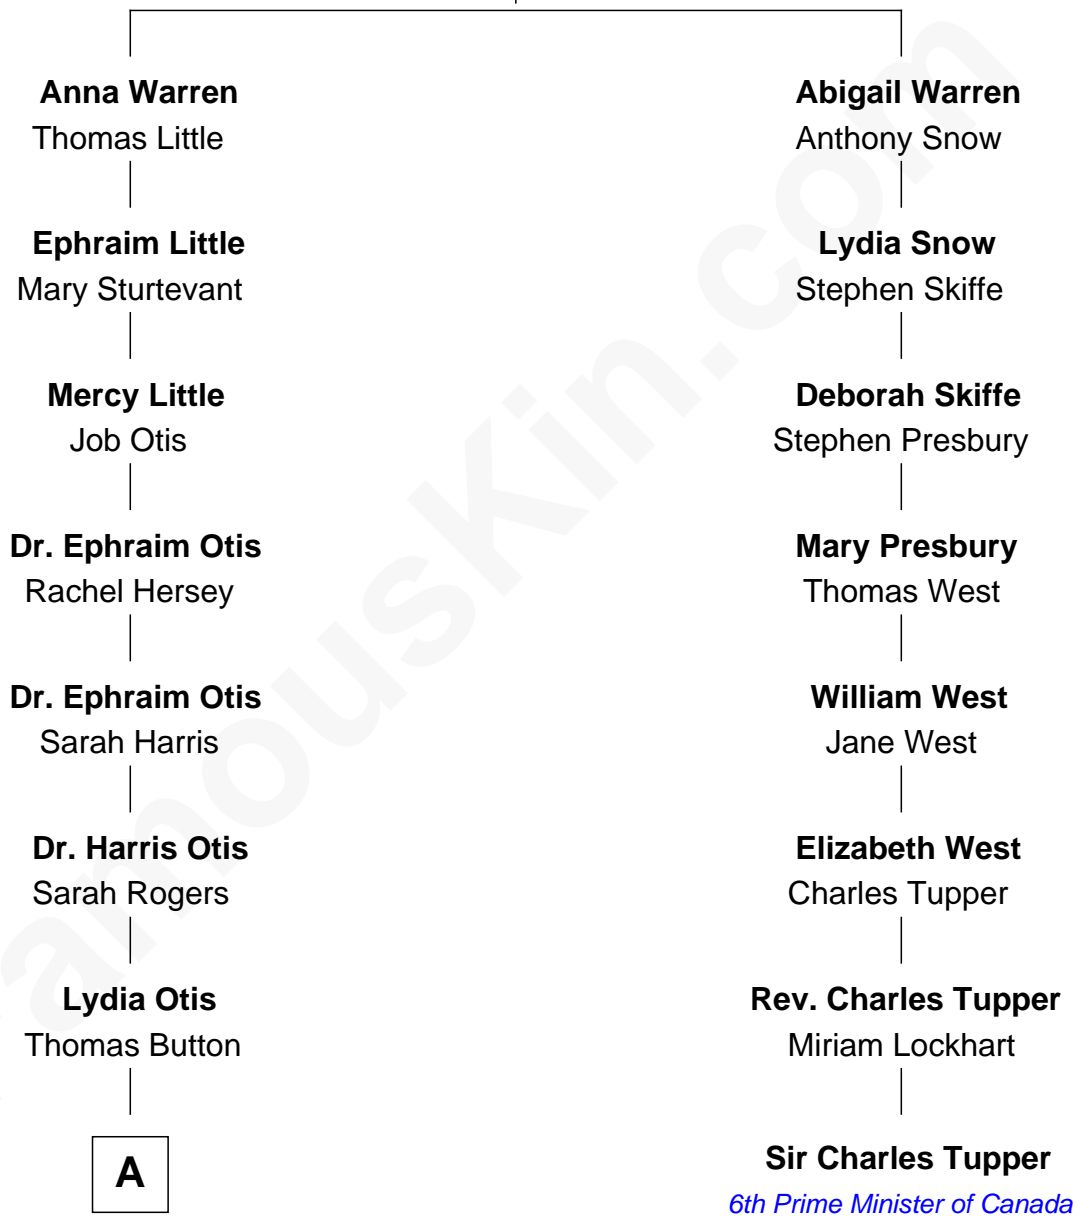 Anna Warren
Thomas Little
Abigail Warren
Anthony Snow
Ephraim Little
Mary Sturtevant
Lydia Snow
Stephen Skiffe
Mercy Little
Job Otis
Deborah Skiffe
Stephen Presbury
Dr. Ephraim Otis
Rachel Hersey
Mary Presbury
Thomas West
Dr. Ephraim Otis
Sarah Harris
William West
Jane West
Dr. Harris Otis
Sarah Rogers
Elizabeth West
Charles Tupper
Lydia Otis
Thomas Button
Rev. Charles Tupper
Miriam Lockhart
A
Sir Charles Tupper
6th Prime Minister of Canada
amousKin.com